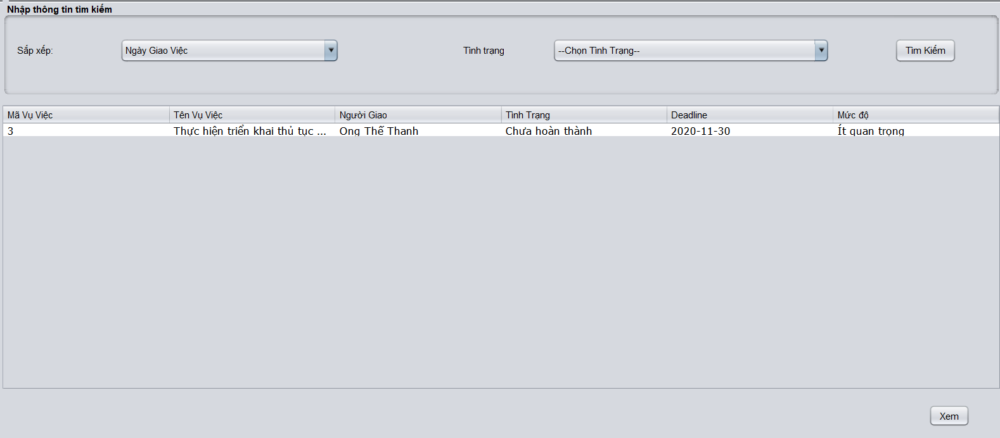 Nhập thông tin tìm kiếm
Sắp xếp: Ngày Giao Việc Tình trạng --Chọn Tình Trạng-- Tìm Kiếm
Mã Vụ Việc Tên Vụ Việc Người Giao Tình Trạng Deadline Mức độ
3 Thực hiện triển khai thủ tục ... Ong Thế Thanh Chưa hoàn thành 2020-11-30 Ít quan trọng
Xem